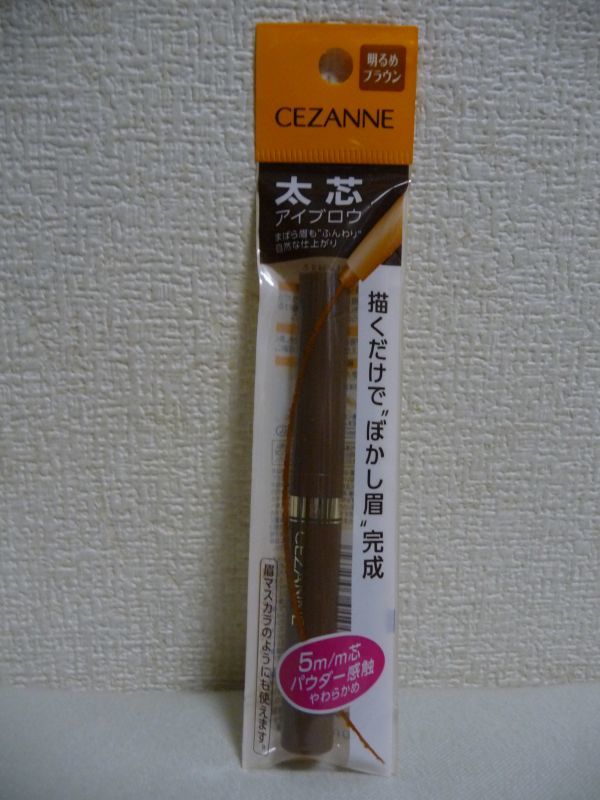 明るめ
ブラウン
CEZANNE
太芯
アイブロウ
まばら眉も"ふんわり"
自然な仕上がり
描くだけで"ぼかし眉"完成
CEZANNE
眉マスカラのようにも使えます。
5m/m芯
パウダー感触
やわらかめ